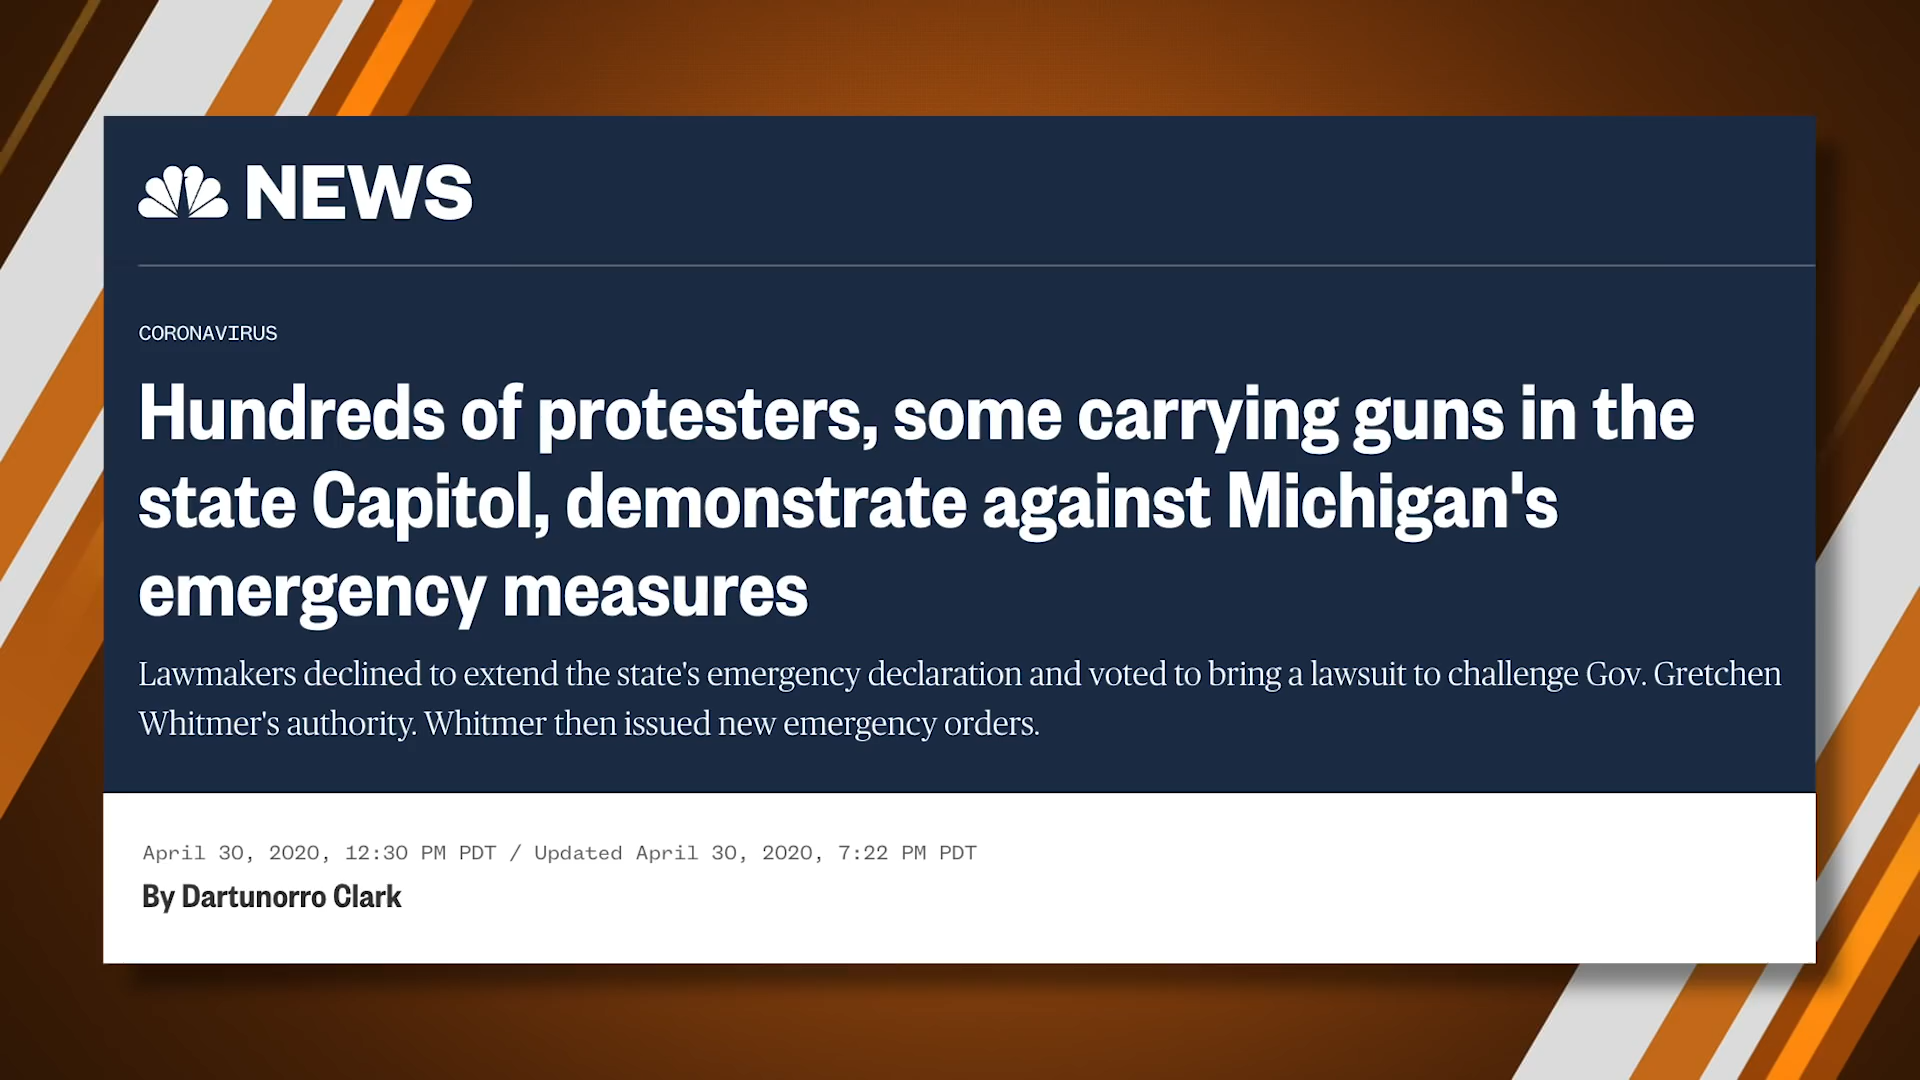 NEWS
CORONAVIRUS
Hundreds of protesters, some carrying guns in the
state Capitol, demonstrate against Michigan's
emergency measures
Lawmakers declined to extend the state's emergency declaration and voted to bring a lawsuit to challenge Gov. Gretchen
Whitmer's authority. Whitmer then issued new emergency orders.
April 30, 2020, 12:30 PM PDT / Updated April 30, 2020, 7:22 PM PDT
By Dartunorro Clark